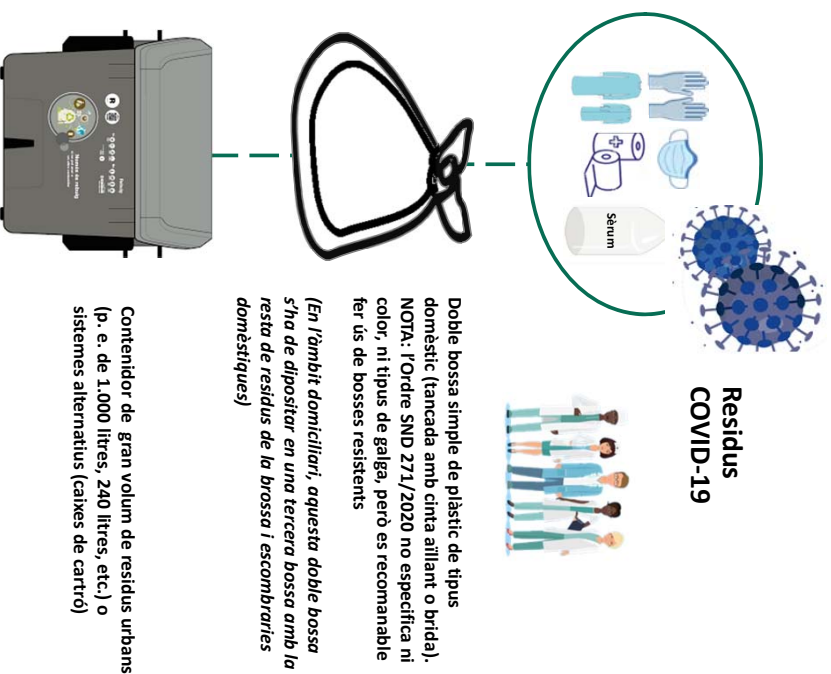 Residus
COVID-19
Sèrum
Doble bossa simple de plàstic de tipus
domèstic (tancada amb cinta aïllant o brida).
NOTA: l'Ordre SND 271/2020 no especifica ni
color, ni tipus de galga, però es recomanable
fer ús de bosses resistents
(En l'àmbit domiciliari, aquesta doble bossa
s'ha de dipositar en una tercera bossa amb la
resta de residus de la brossa i escombraries
domèstiques)
Contenidor de gran volum de residus urbans
(p. e. de 1.000 litres, 240 litres, etc.) o
sistemes alternatius (caixes de cartró)
R